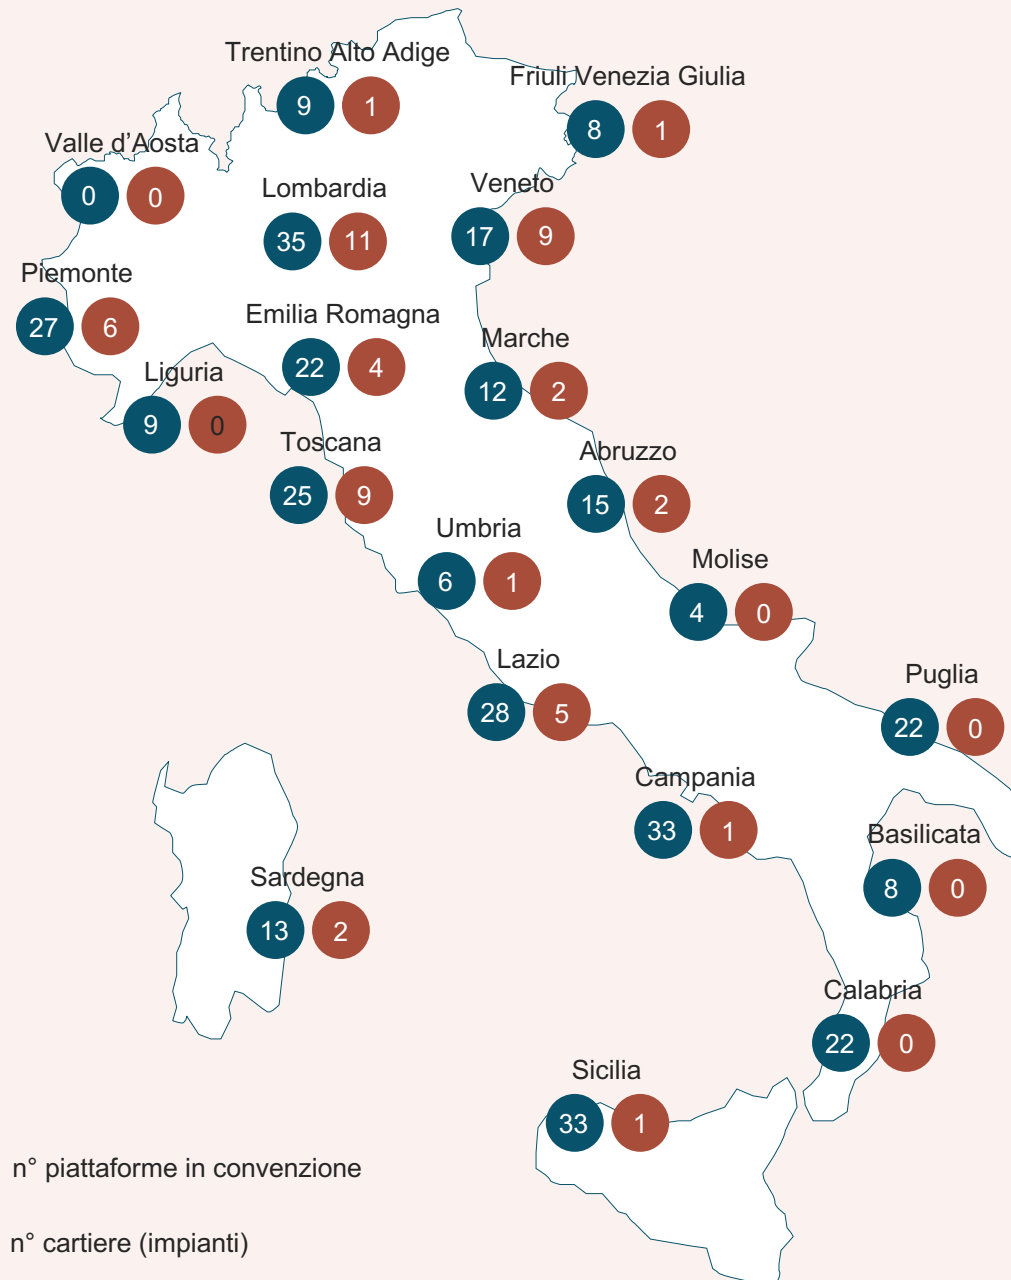 Trentino Alto Adige
9 1
Friuli Venezia Giulia
8 1
Valle d'Aosta
0 0
Lombardia
35 11
Veneto
17 9
Piemonte
27 6
Emilia Romagna
22 4
Marche
12 2
Liguria
9 0
Toscana
25 9
Abruzzo
15 2
Umbria
6 1
Molise
4 0
Lazio
28 5
Puglia
22 0
Campania
33 1
Basilicata
8 0
Sardegna
13 2
Calabria
22 0
Sicilia
33 1
n° piattaforme in convenzione
n° cartiere (impianti)